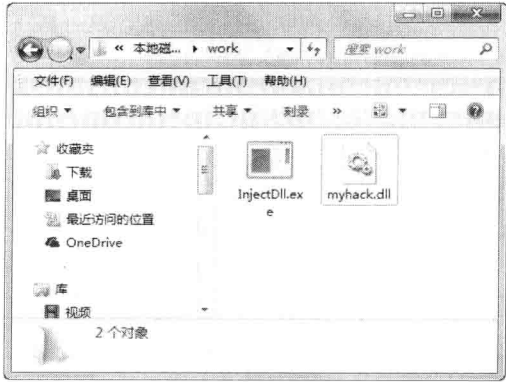 « 本地磁... ▸ work
搜索 work
文件(F) 编辑(E) 查看(V) 工具(T) 帮助(H)
组织 包含到库中 共享 刻录 »
收藏夹
下载
桌面
最近访问的位置
OneDrive
库
视频
InjectDll.ex
e
myhack.dll
2 个对象